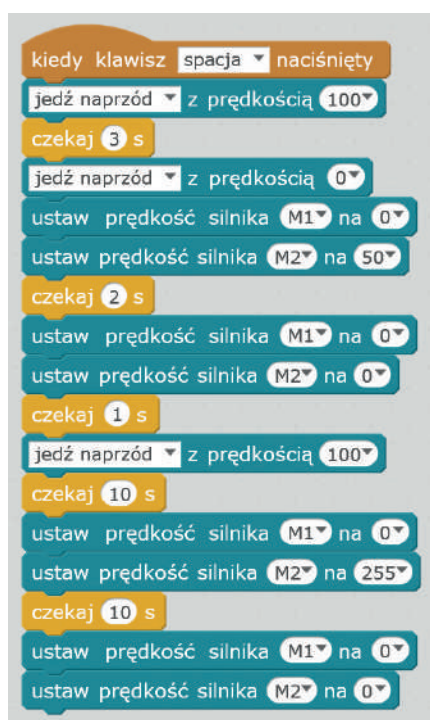 kiedy klawisz spacja naciśnięty
jedź naprzód z prędkością 100
czekaj 3 s
jedź naprzód z prędkością 0
ustaw prędkość silnika M1 na 0
ustaw prędkość silnika M2 na 50
czekaj 2 s
ustaw prędkość silnika M1 na 0
ustaw prędkość silnika M2 na 0
czekaj 1 s
jedź naprzód z prędkością 100
czekaj 10 s
ustaw prędkość silnika M1 na 0
ustaw prędkość silnika M2 na 255
czekaj 10 s
ustaw prędkość silnika M1 na 0
ustaw prędkość silnika M2 na 0